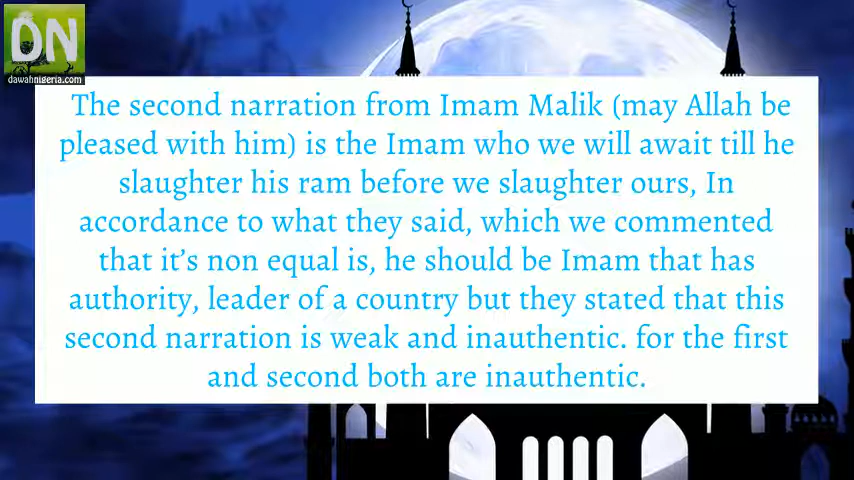 DN
dawahnigeria.com
The second narration from Imam Malik (may Allah be
pleased with him) is the Imam who we will await till he
slaughter his ram before we slaughter ours, In
accordance to what they said, which we commented
that it’s non equal is, he should be Imam that has
authority, leader of a country but they stated that this
second narration is weak and inauthentic. for the first
and second both are inauthentic.